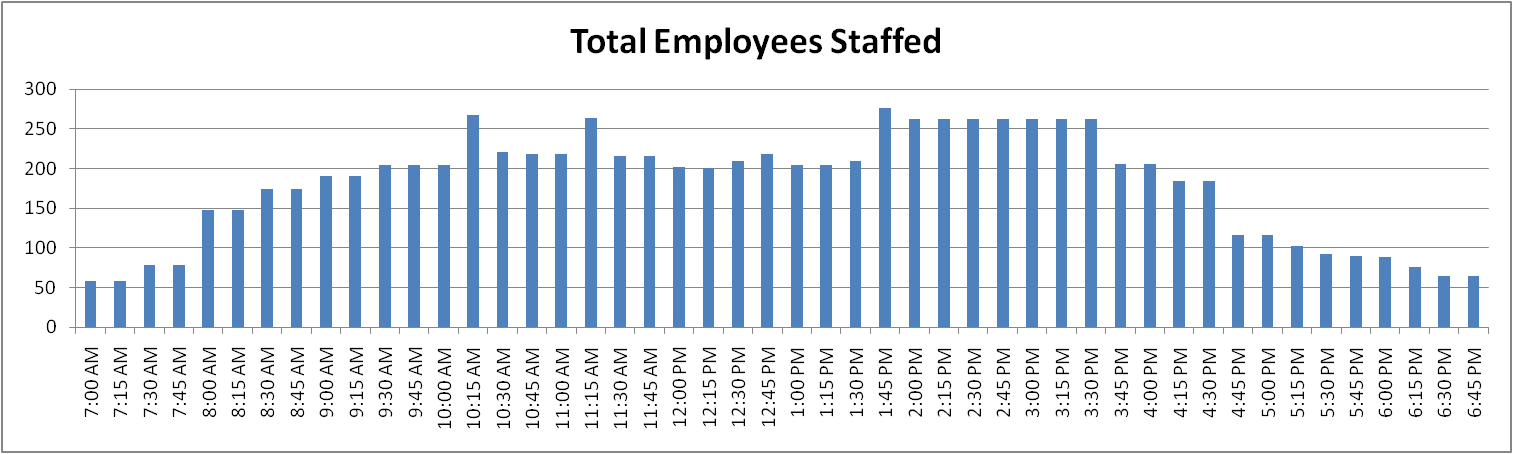 Total Employees Staffed
300
250
200
150
100
50
0
7:00 AM
7:15 AM
7:30 AM
7:45 AM
8:00 AM
8:15 AM
8:30 AM
8:45 AM
9:00 AM
9:15 AM
9:30 AM
9:45 AM
10:00 AM
10:15 AM
10:30 AM
10:45 AM
11:00 AM
11:15 AM
11:30 AM
11:45 AM
12:00 PM
12:15 PM
12:30 PM
12:45 PM
1:00 PM
1:15 PM
1:30 PM
1:45 PM
2:00 PM
2:15 PM
2:30 PM
2:45 PM
3:00 PM
3:15 PM
3:30 PM
3:45 PM
4:00 PM
4:15 PM
4:30 PM
4:45 PM
5:00 PM
5:15 PM
5:30 PM
5:45 PM
6:00 PM
6:15 PM
6:30 PM
6:45 PM